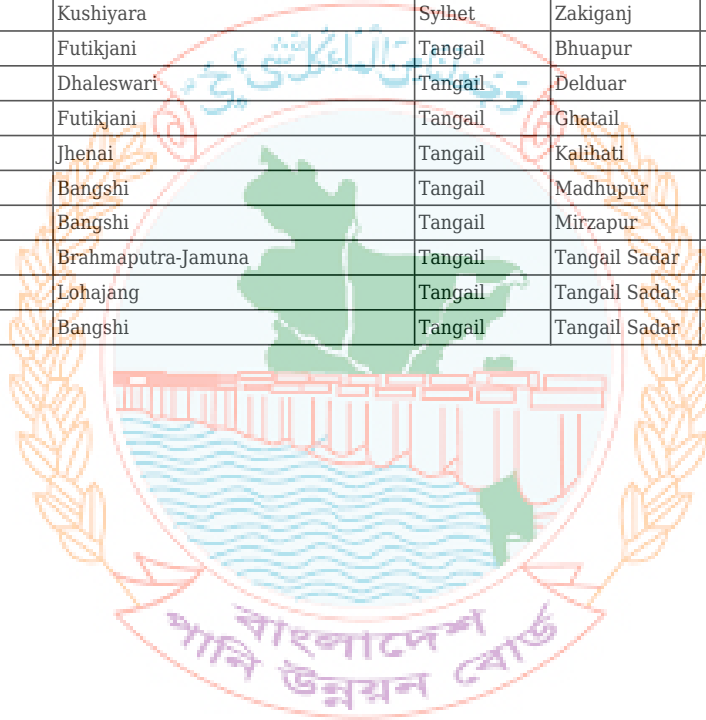 Kushiyara Sylhet Zakiganj
Futikjani Tangail Bhuapur
Dhaleswari Tangail Delduar
Futikjani Tangail Ghatail
Jhenai Tangail Kalihati
Bangshi Tangail Madhupur
Bangshi Tangail Mirzapur
Brahmaputra-Jamuna Tangail Tangail Sadar
Lohajang Tangail Tangail Sadar
Bangshi Tangail Tangail Sadar
বাংলাদেশ
পানি উন্নয়ন বোর্ড